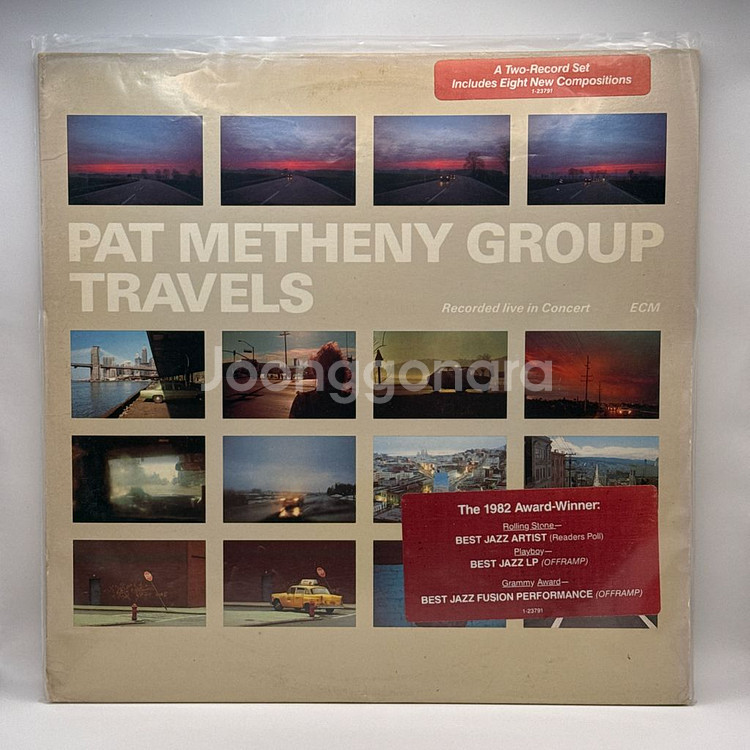 A Two-Record Set
Includes Eight New Compositions
1-23791
PAT METHENY GROUP
TRAVELS
Recorded live in Concert ECM
Joonggonara
The 1982 Award-Winner:
Rolling Stone—
BEST JAZZ ARTIST (Readers Poll)
Playboy—
BEST JAZZ LP (OFFRAMP)
Grammy Award—
BEST JAZZ FUSION PERFORMANCE (OFFRAMP)
1-23791